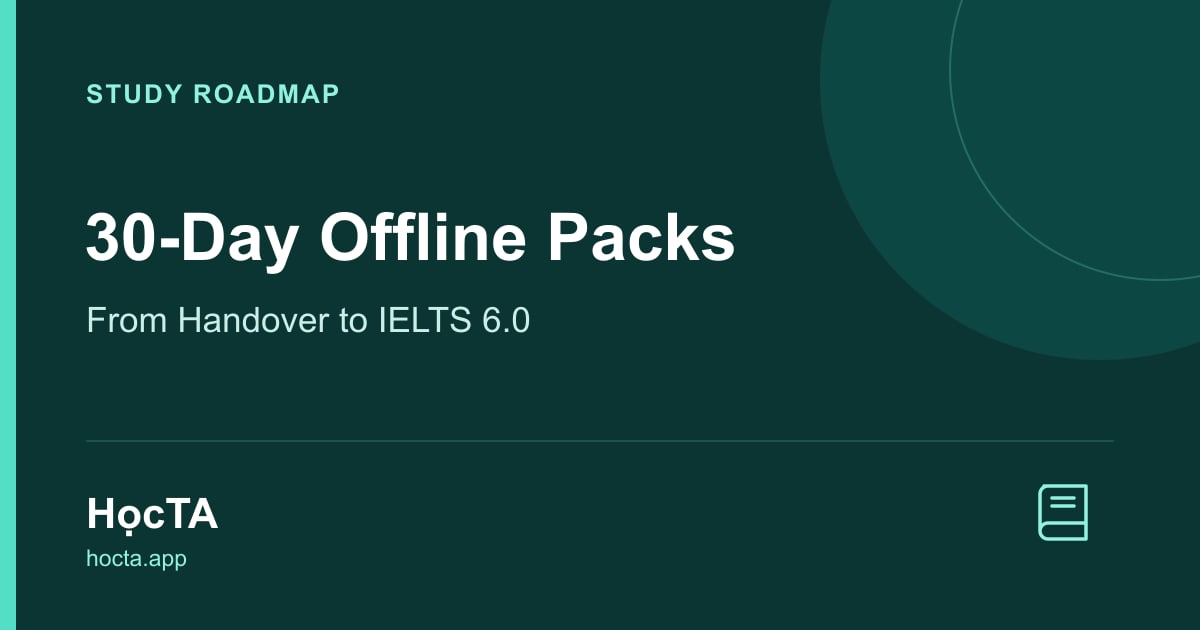 STUDY ROADMAP
30-Day Offline Packs
From Handover to IELTS 6.0
HọcTA
hocta.app